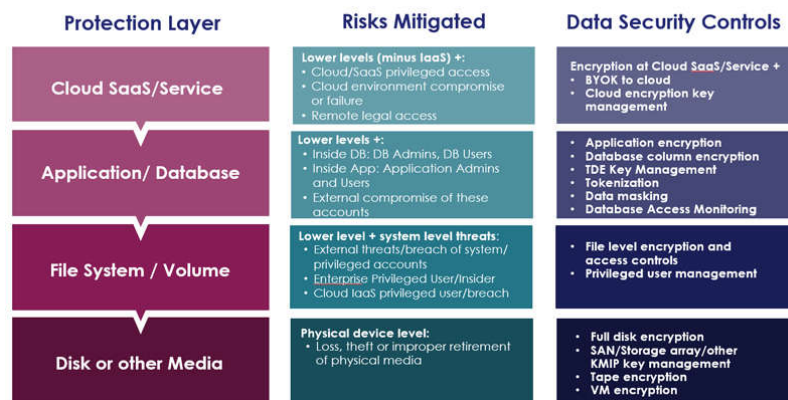 Protection Layer
Risks Mitigated
Data Security Controls
Cloud SaaS/Service
Lower levels (minus IaaS) +:
• Cloud/SaaS privileged access
• Cloud environment compromise
or failure
• Remote legal access
Encryption at Cloud SaaS/Service +
• BYOK to cloud
• Cloud encryption key
management
Application/ Database
Lower levels +:
• Inside DB: DB Admins, DB Users
• Inside App: Application Admins
and Users
• External compromise of these
accounts
• Application encryption
• Database column encryption
• TDE Key Management
• Tokenization
• Data masking
• Database Access Monitoring
File System / Volume
Lower level + system level threats:
• External threats/breach of system/
privileged accounts
• Enterprise Privileged User/Insider
• Cloud IaaS privileged user/breach
• File level encryption and
access controls
• Privileged user management
Disk or other Media
Physical device level:
• Loss, theft or improper retirement
of physical media
• Full disk encryption
• SAN/Storage array/other
KMIP key management
• Tape encryption
• VM encryption